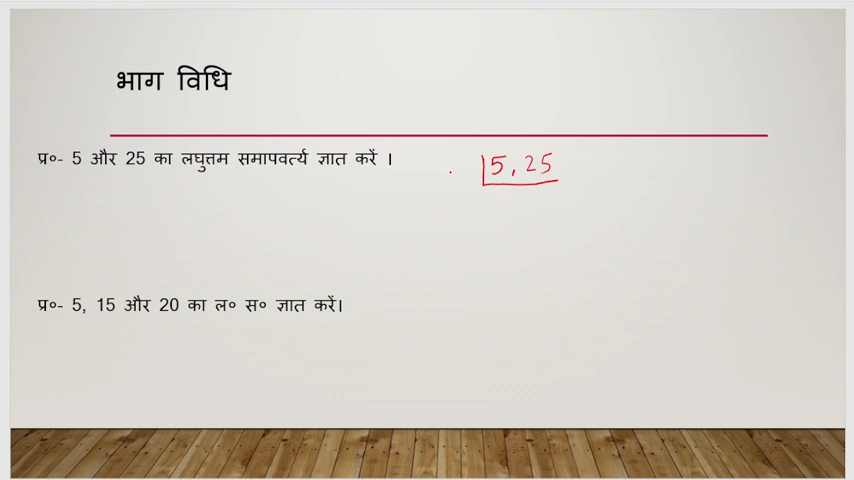 भाग विधि
प्र०- 5 और 25 का लघुत्तम समापवर्त्य ज्ञात करें ।
5, 25
प्र०- 5, 15 और 20 का ल० स० ज्ञात करें।